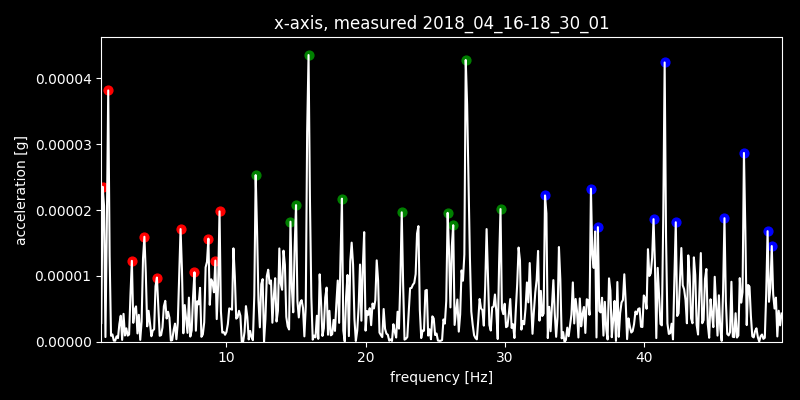 x-axis, measured 2018_04_16-18_30_01
acceleration [g]
0.00004
0.00003
0.00002
0.00001
0.00000
10 20 30 40
frequency [Hz]